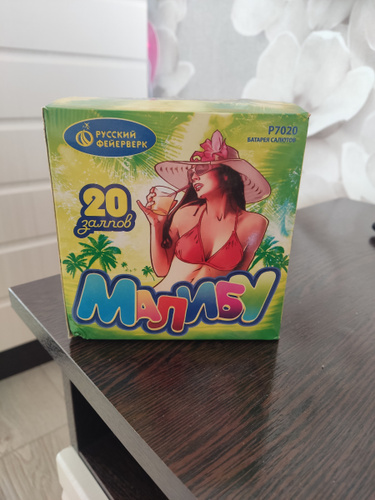 РУССКИЙ
ФЕЙЕРВЕРК
Р7020
БАТАРЕЯ САЛЮТОВ
20
залпов
МАЛИБУ